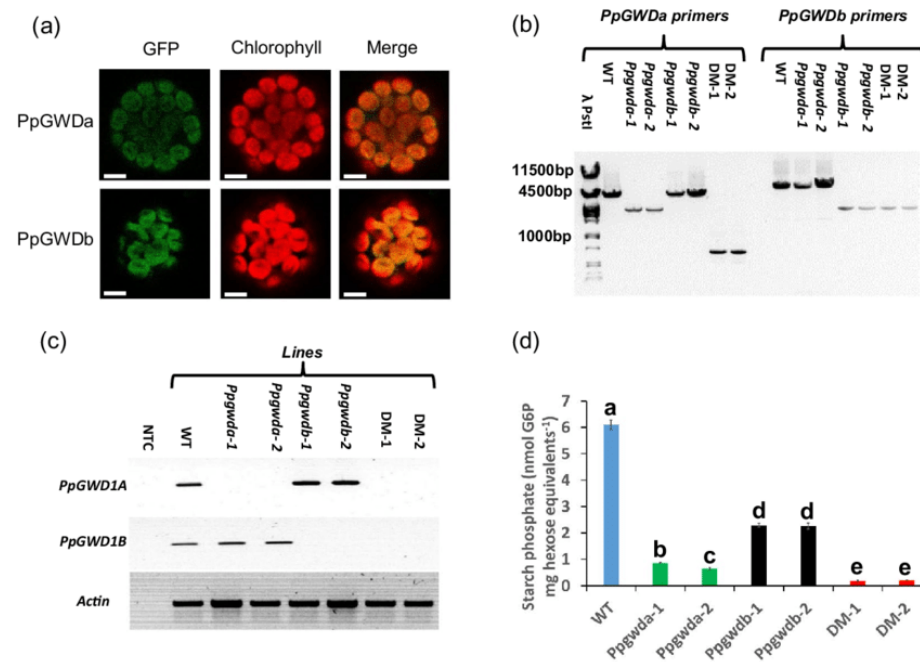 (a)
GFP Chlorophyll Merge
PpGWDa
PpGWDb
(b)
PpGWDa primers PpGWDb primers
λ PstI WT Ppgwda-1 Ppgwda- 2 Ppgwdb-1 Ppgwdb- 2 DM-1 DM-2 WT Ppgwda-1 Ppgwda- 2 Ppgwdb-1 Ppgwdb- 2 DM-1 DM-2
11500bp
4500bp
1000bp
(c)
Lines
NTC WT Ppgwda-1 Ppgwda- 2 Ppgwdb-1 Ppgwdb-2 DM-1 DM-2
PpGWD1A
PpGWD1B
Actin
(d)
Starch phosphate (nmol G6P
mg hexose equivalents⁻¹)
7
6
5
4
3
2
1
0
a b c d d e e
WT Ppgwda-1 Ppgwda-2 Ppgwdb-1 Ppgwdb-2 DM-1 DM-2